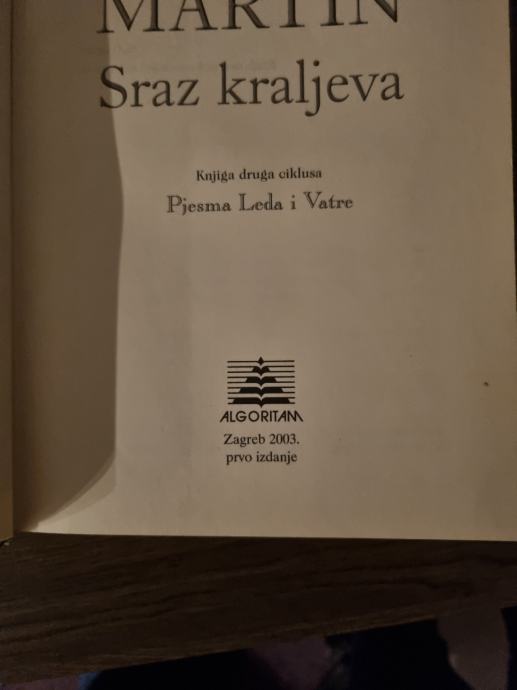 MARTIN
Sraz kraljeva
Knjiga druga ciklusa
Pjesma Leda i Vatre
ALGORITAM
Zagreb 2003.
prvo izdanje